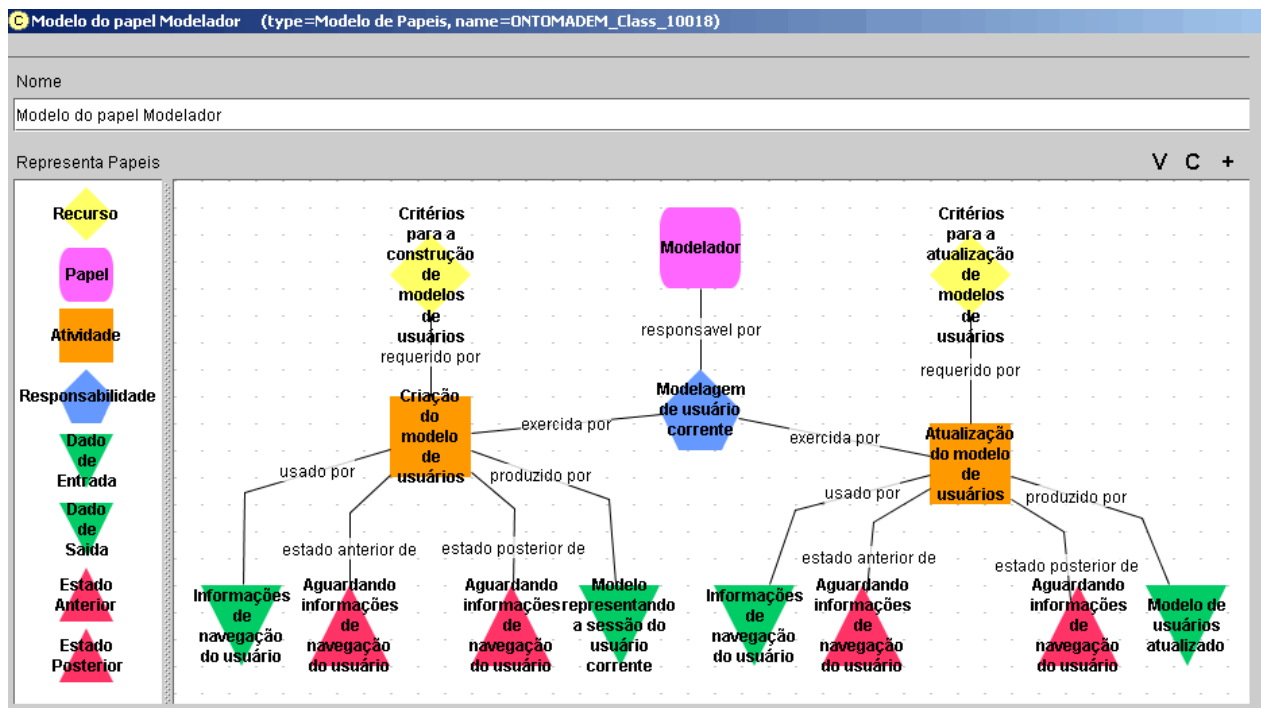 C Modelo do papel Modelador (type=Modelo de Papeis, name=ONTOMADEM_Class_10018)
Nome
Modelo do papel Modelador
Representa Papeis
V C +
Recurso
Papel
Atividade
Responsabilidade
Dado
de
Entrada
Dado
de
Saida
Estado
Anterior
Estado
Posterior
Critérios
para a
construção
de
modelos
de
usuários
Modelador
Critérios
para a
atualização
de
modelos
de
usuários
requerido por
responsavel por
requerido por
Criação
do
modelo
de
usuários
exercida por
Modelagem
de usuário
corrente
exercida por
Atualização
do modelo
de
usuários
usado por
produzido por
estado anterior de
estado posterior de
usado por
produzido por
estado anterior de
estado posterior de
Informações
de
navegação
do usuário
Aguardando
informações
de
navegação
do usuário
Aguardando
informações
de
navegação
do usuário
Modelo
representando
a sessão do
usuário
corrente
Informações
de
navegação
do usuário
Aguardando
informações
de
navegação
do usuário
Aguardando
informações
de
navegação
do usuário
Modelo de
usuários
atualizado